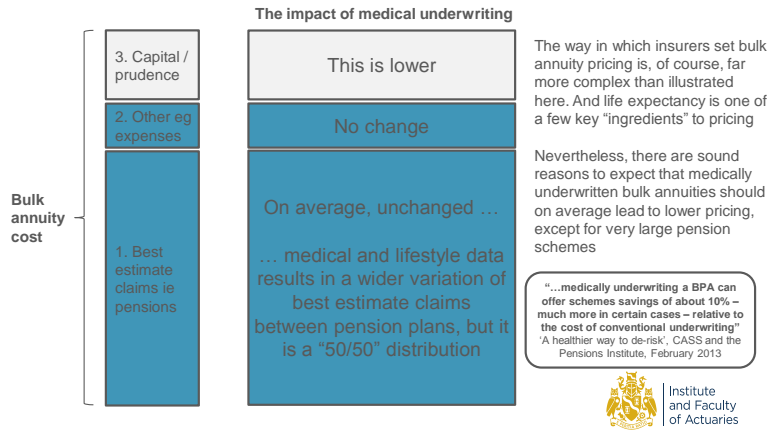 The impact of medical underwriting
3. Capital /
prudence
This is lower
2. Other eg
expenses
No change
Bulk
annuity
cost
1. Best
estimate
claims ie
pensions
On average, unchanged …
… medical and lifestyle data
results in a wider variation of
best estimate claims
between pension plans, but it
is a “50/50” distribution
The way in which insurers set bulk
annuity pricing is, of course, far
more complex than illustrated
here. And life expectancy is one of
a few key “ingredients” to pricing
Nevertheless, there are sound
reasons to expect that medically
underwritten bulk annuities should
on average lead to lower pricing,
except for very large pension
schemes
“…medically underwriting a BPA can
offer schemes savings of about 10% –
much more in certain cases – relative to
the cost of conventional underwriting”
‘A healthier way to de-risk’, CASS and the
Pensions Institute, February 2013
Institute
and Faculty
of Actuaries